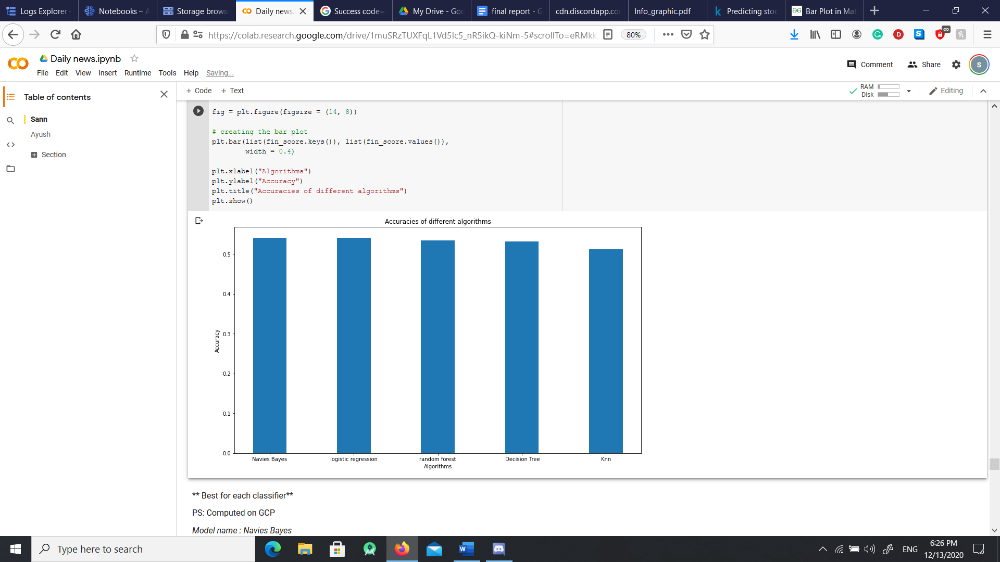 Logs Explorer -
Notebooks – A
Storage brows
Daily news.
Success code=
My Drive - Goo
final report - G
cdn.discordapp.co
Info_graphic.pdf
Predicting stoc
Bar Plot in Mat
https://colab.research.google.com/drive/1muSRzTUXFqL1Vd5Ic5_nR5ikQ-kiNm-5#scrollTo=eRMkk
80%
Daily news.ipynb
Comment
Share
S
File Edit View Insert Runtime Tools Help Saving...
Table of contents
Sann
Ayush
Section
+ Code + Text
RAM
Disk
Editing
fig = plt.figure(figsize = (14, 8))
# creating the bar plot
plt.bar(list(fin_score.keys()), list(fin_score.values()),
width = 0.4)
plt.xlabel("Algorithms")
plt.ylabel("Accuracy")
plt.title("Accuracies of different algorithms")
plt.show()
Accuracies of different algorithms
0.5
0.4
0.3
0.2
0.1
0.0
Accuracy
Navies Bayes logistic regression random forest Decision Tree Knn
Algorithms
** Best for each classifier**
PS: Computed on GCP
Model name : Navies Bayes
Type here to search
ENG
6:26 PM
12/13/2020